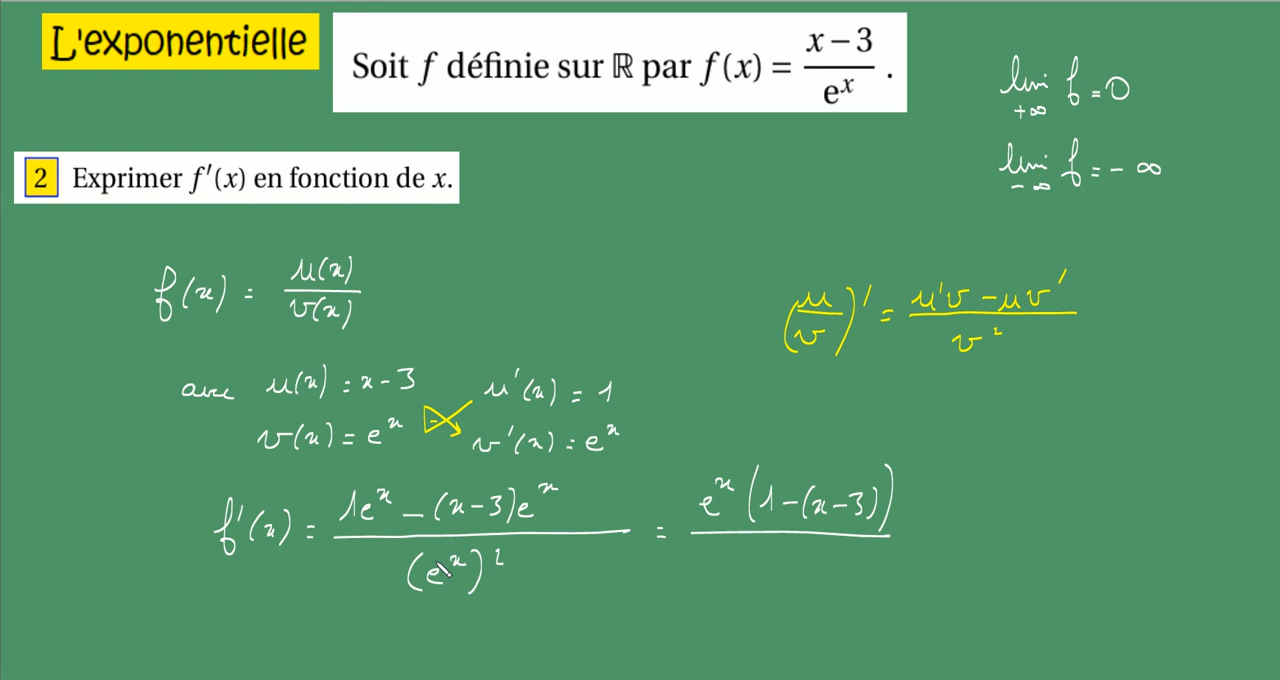 L'exponentielle
Soit f définie sur ℝ par f(x) = (x − 3)/eˣ .
lim f = 0
+∞
lim f = − ∞
− ∞
2 Exprimer f′(x) en fonction de x.
f(x) = u(x)/v(x)
(u/v)' = (u'v − uv')/v²
avec u(x) = x − 3 u'(x) = 1
v(x) = eˣ v'(x) = eˣ
f'(x) = (1eˣ − (x − 3)eˣ)/(eˣ)² = eˣ(1 − (x − 3))